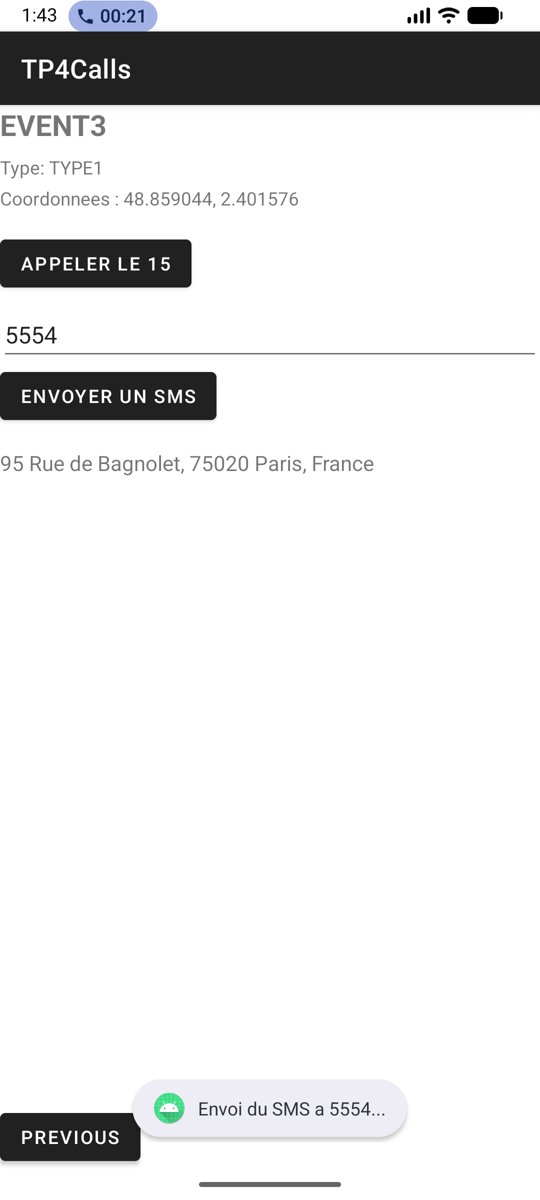 1:43 00:21
TP4Calls
EVENT3
Type: TYPE1
Coordonnees : 48.859044, 2.401576
APPELER LE 15
5554
ENVOYER UN SMS
95 Rue de Bagnolet, 75020 Paris, France
Envoi du SMS a 5554...
PREVIOUS